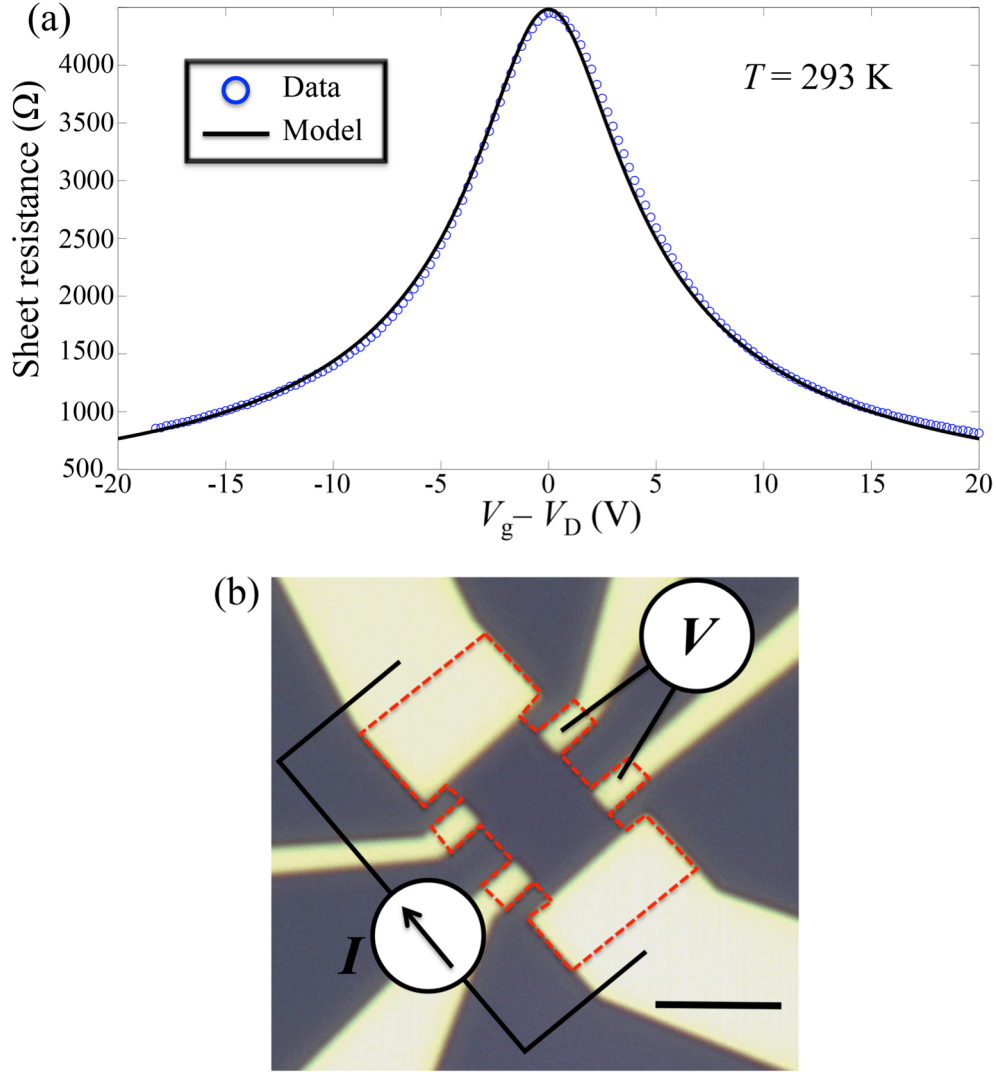 (a)
4000
3500
3000
2500
2000
1500
1000
500
Sheet resistance (Ω)
Data
Model
T = 293 K
-20 -15 -10 -5 0 5 10 15 20
Vg – VD (V)
(b)
V
I